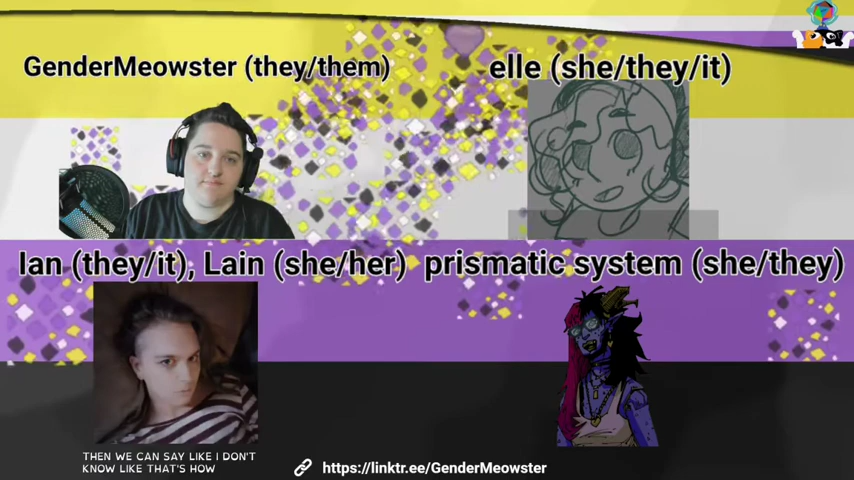 GenderMeowster (they/them)
elle (she/they/it)
Ian (they/it), Lain (she/her)
prismatic system (she/they)
THEN WE CAN SAY LIKE I DON'T
KNOW LIKE THAT'S HOW
https://linktr.ee/GenderMeowster